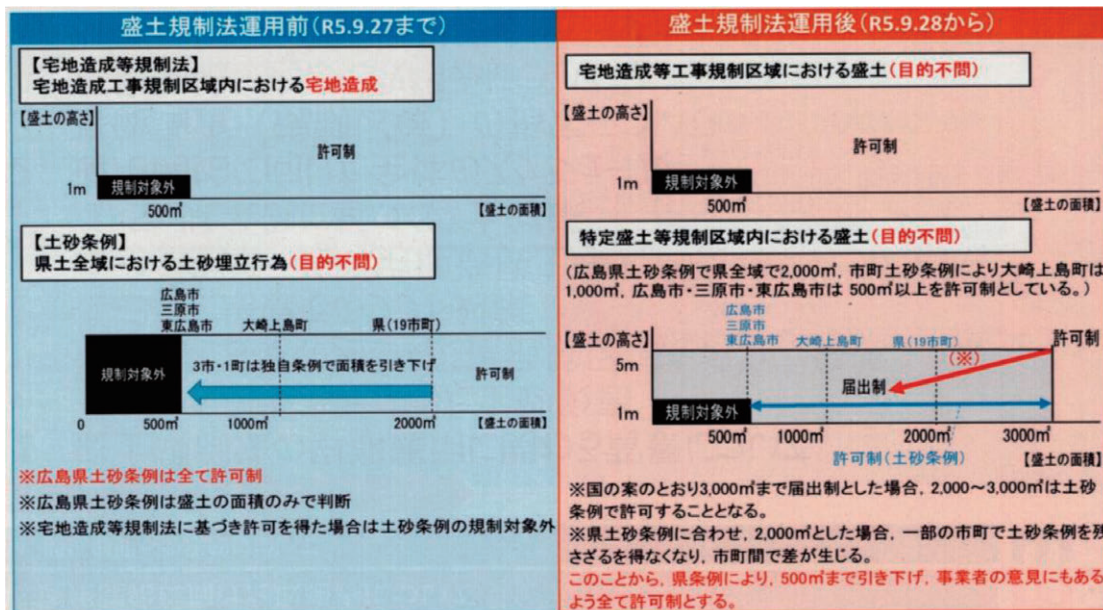 盛土規制法運用前(R5.9.27まで)
【宅地造成等規制法】
宅地造成工事規制区域内における宅地造成
【盛土の高さ】
許可制
1m
規制対象外
500㎡
【盛土の面積】
【土砂条例】
県土全域における土砂埋立行為(目的不問)
広島市
三原市
東広島市
大崎上島町
県(19市町)
規制対象外
3市・1町は独自条例で面積を引き下げ
許可制
0
500㎡
1000㎡
2000㎡
【盛土の面積】
※広島県土砂条例は全て許可制
※広島県土砂条例は盛土の面積のみで判断
※宅地造成等規制法に基づき許可を得た場合は土砂条例の規制対象外
盛土規制法運用後(R5.9.28から)
宅地造成等工事規制区域における盛土(目的不問)
【盛土の高さ】
許可制
1m
規制対象外
500㎡
【盛土の面積】
特定盛土等規制区域内における盛土(目的不問)
(広島県土砂条例で県全域で2,000㎡, 市町土砂条例により大崎上島町は
1,000㎡, 広島市・三原市・東広島市は 500㎡以上を許可制としている。)
広島市
三原市
東広島市
大崎上島町
県(19市町)
【盛土の高さ】
許可制
5m
(※)
届出制
1m
規制対象外
500㎡
1000㎡
2000㎡
3000㎡
許可制(土砂条例)
【盛土の面積】
※国の案のとおり3,000㎡まで届出制とした場合, 2,000~3,000㎡は土砂
条例で許可することとなる。
※県土砂条例に合わせ, 2,000㎡とした場合, 一部の市町で土砂条例を残
さざるを得なくなり, 市町間で差が生じる。
このことから, 県条例により, 500㎡まで引き下げ, 事業者の意見にもある
よう全て許可制とする。